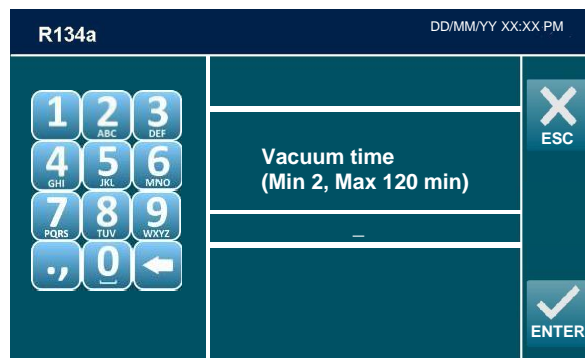 R134a
DD/MM/YY XX:XX PM
1 2 3
ABC DEF
4 5 6
GHI JKL MNO
7 8 9
PQRS TUV WXYZ
., 0
Vacuum time
(Min 2, Max 120 min)
_
ESC
ENTER